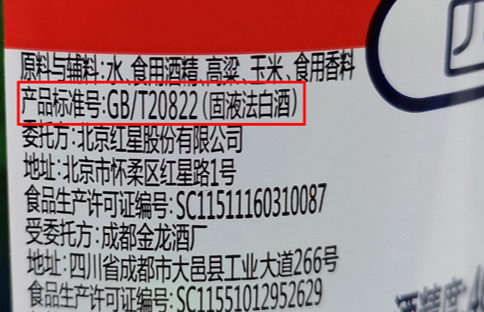 原料与辅料:水、食用酒精、高粱、玉米、食用香料
产品标准号:GB/T20822(固液法白酒)
委托方:北京红星股份有限公司
地址:北京市怀柔区红星路1号
食品生产许可证编号:SC11511160310087
受委托方:成都金龙酒厂
地址:四川省成都市大邑县工业大道266号
食品生产许可证编号:SC11551012952629
酒精度:4